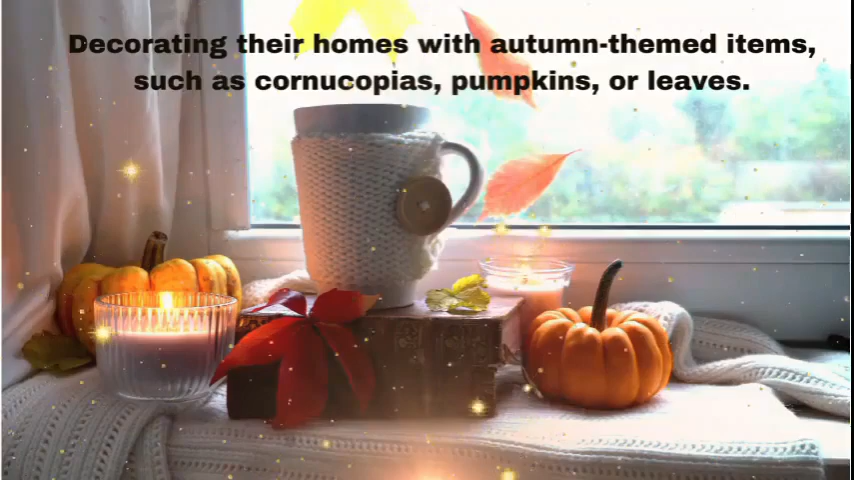 Decorating their homes with autumn-themed items,
such as cornucopias, pumpkins, or leaves.